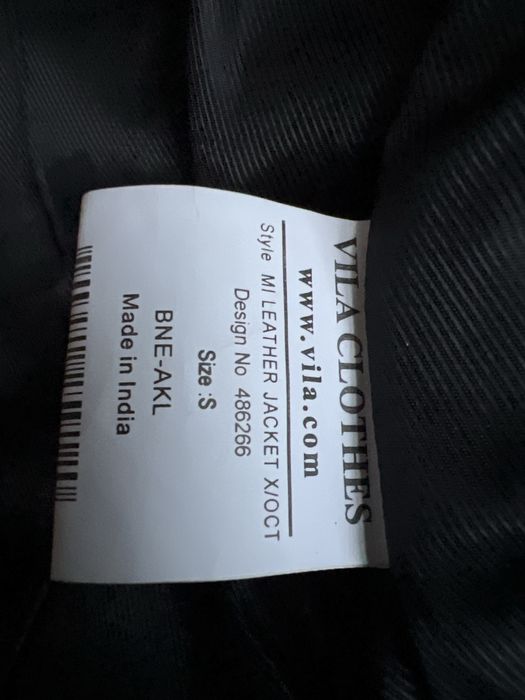 VILA CLOTHES
www.vila.com
Style MI LEATHER JACKET X/OCT
Design No 486266
Size :S
BNE-AKL
Made in India